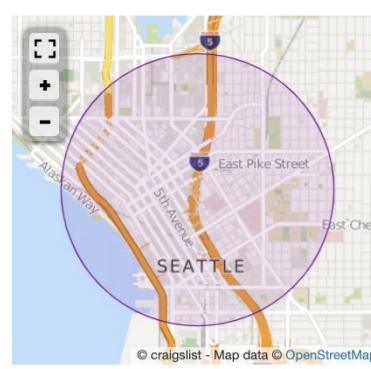 5
+
-
5
East Pike Street
Alaskan Way
5th Avenue
East Che
SEATTLE
© craigslist - Map data © OpenStreetMap